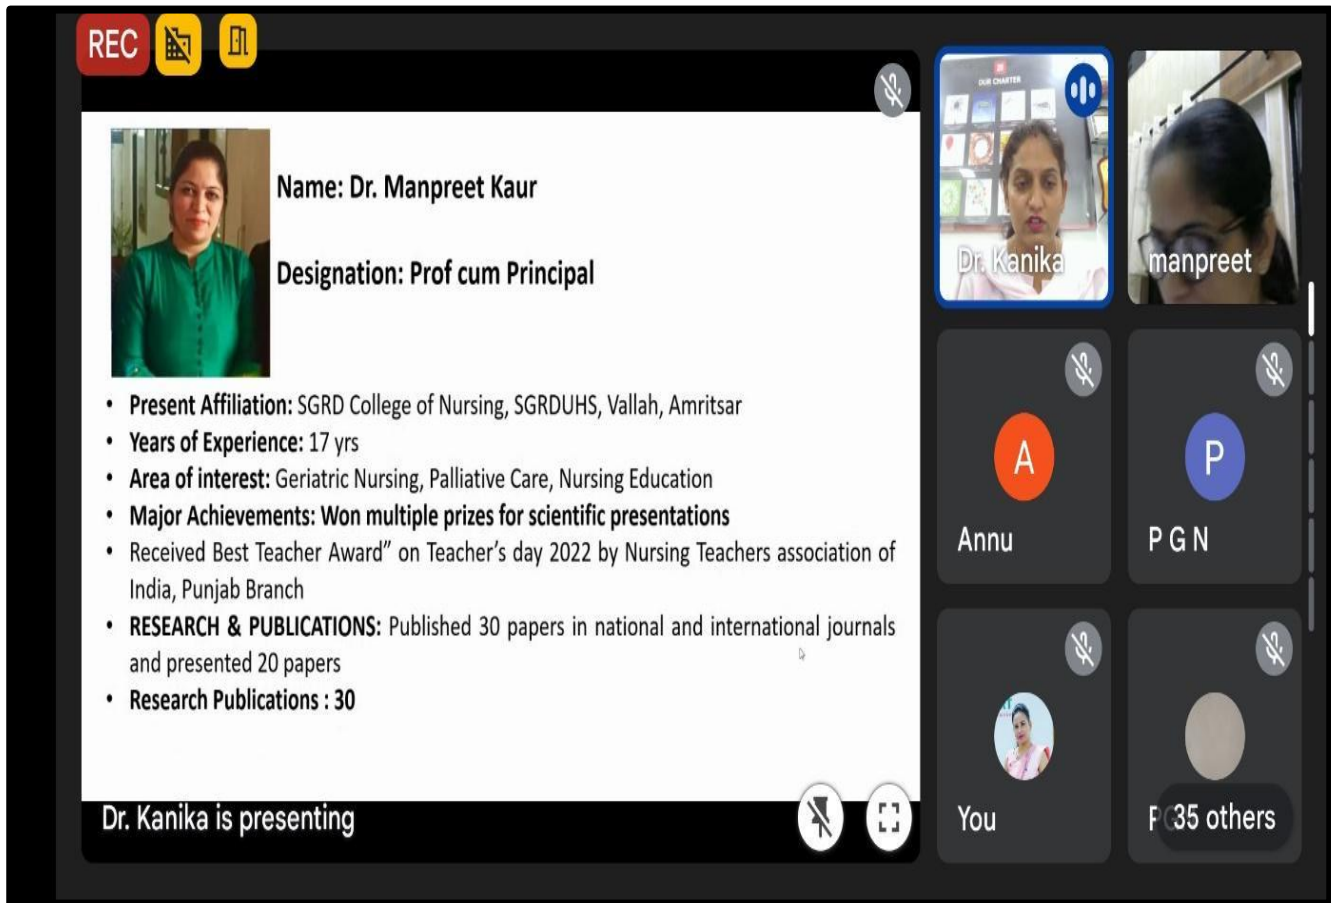 REC
Name: Dr. Manpreet Kaur
Designation: Prof cum Principal
• Present Affiliation: SGRD College of Nursing, SGRDUHS, Vallah, Amritsar
• Years of Experience: 17 yrs
• Area of interest: Geriatric Nursing, Palliative Care, Nursing Education
• Major Achievements: Won multiple prizes for scientific presentations
• Received Best Teacher Award” on Teacher’s day 2022 by Nursing Teachers association of
India, Punjab Branch
• RESEARCH & PUBLICATIONS: Published 30 papers in national and international journals
and presented 20 papers
• Research Publications : 30
Dr. Kanika is presenting
OUR CHARTER
Dr. Kanika
manpreet
A
Annu
P
P G N
You
35 others